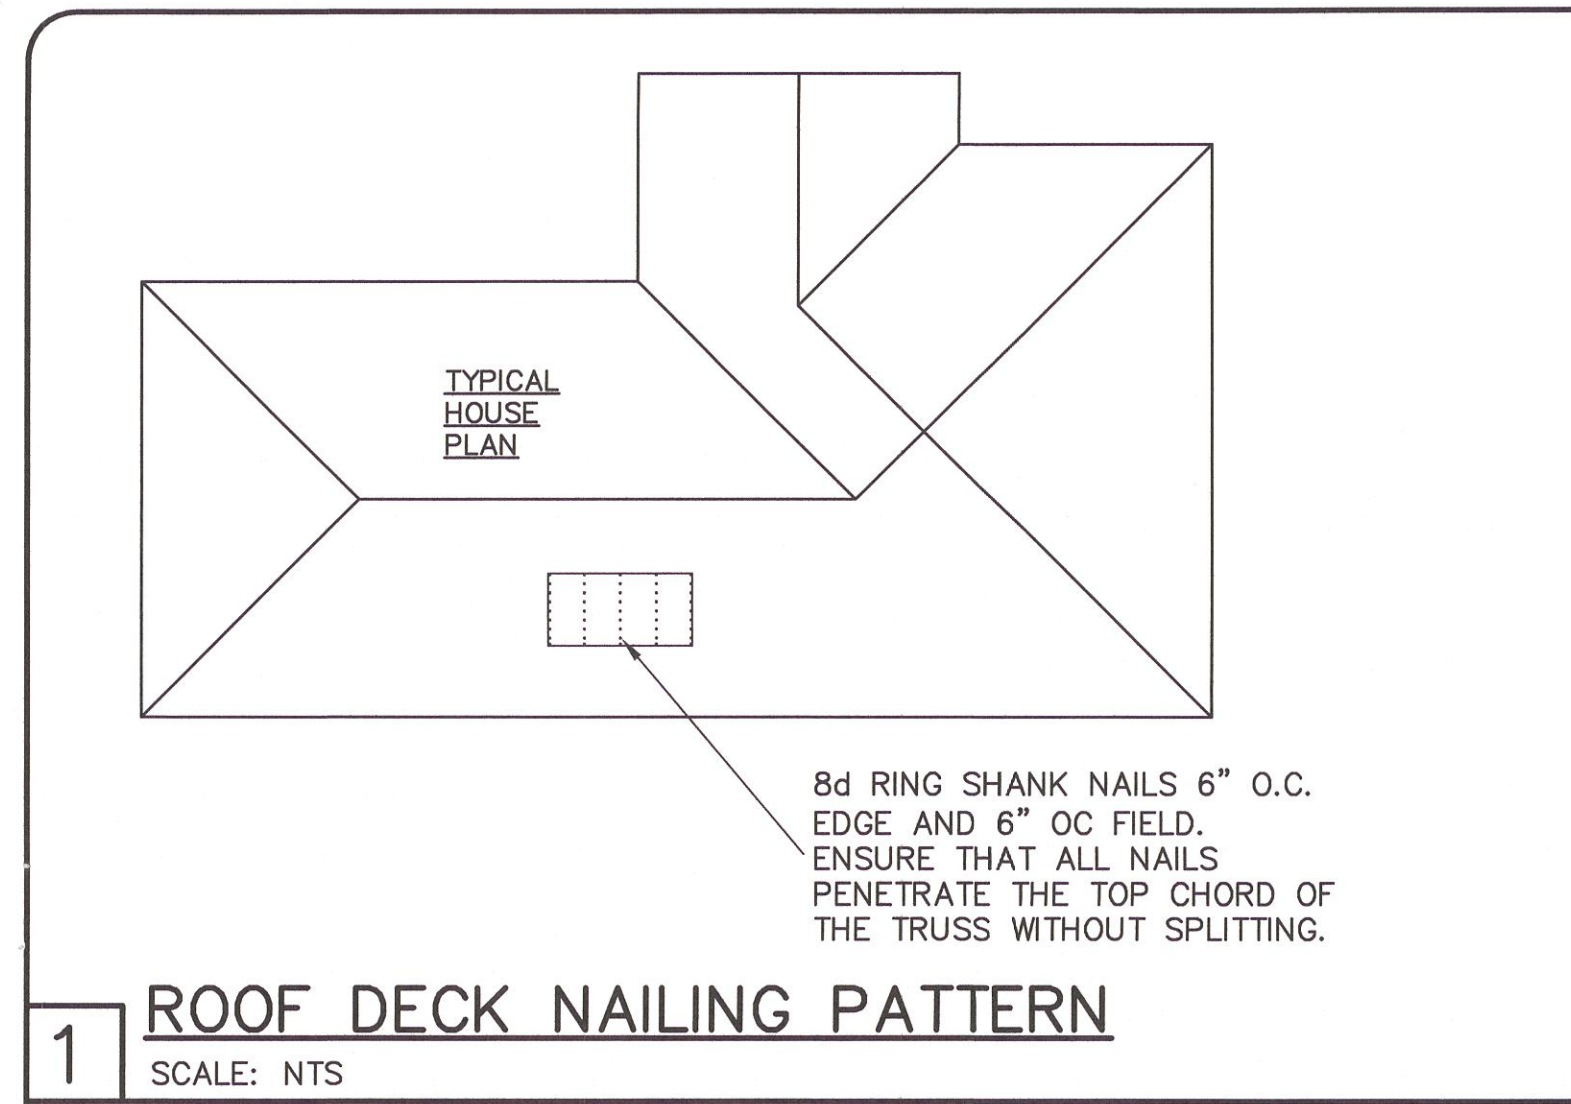 TYPICAL
HOUSE
PLAN
8d RING SHANK NAILS 6” O.C.
EDGE AND 6” OC FIELD.
ENSURE THAT ALL NAILS
PENETRATE THE TOP CHORD OF
THE TRUSS WITHOUT SPLITTING.
1
ROOF DECK NAILING PATTERN
SCALE: NTS